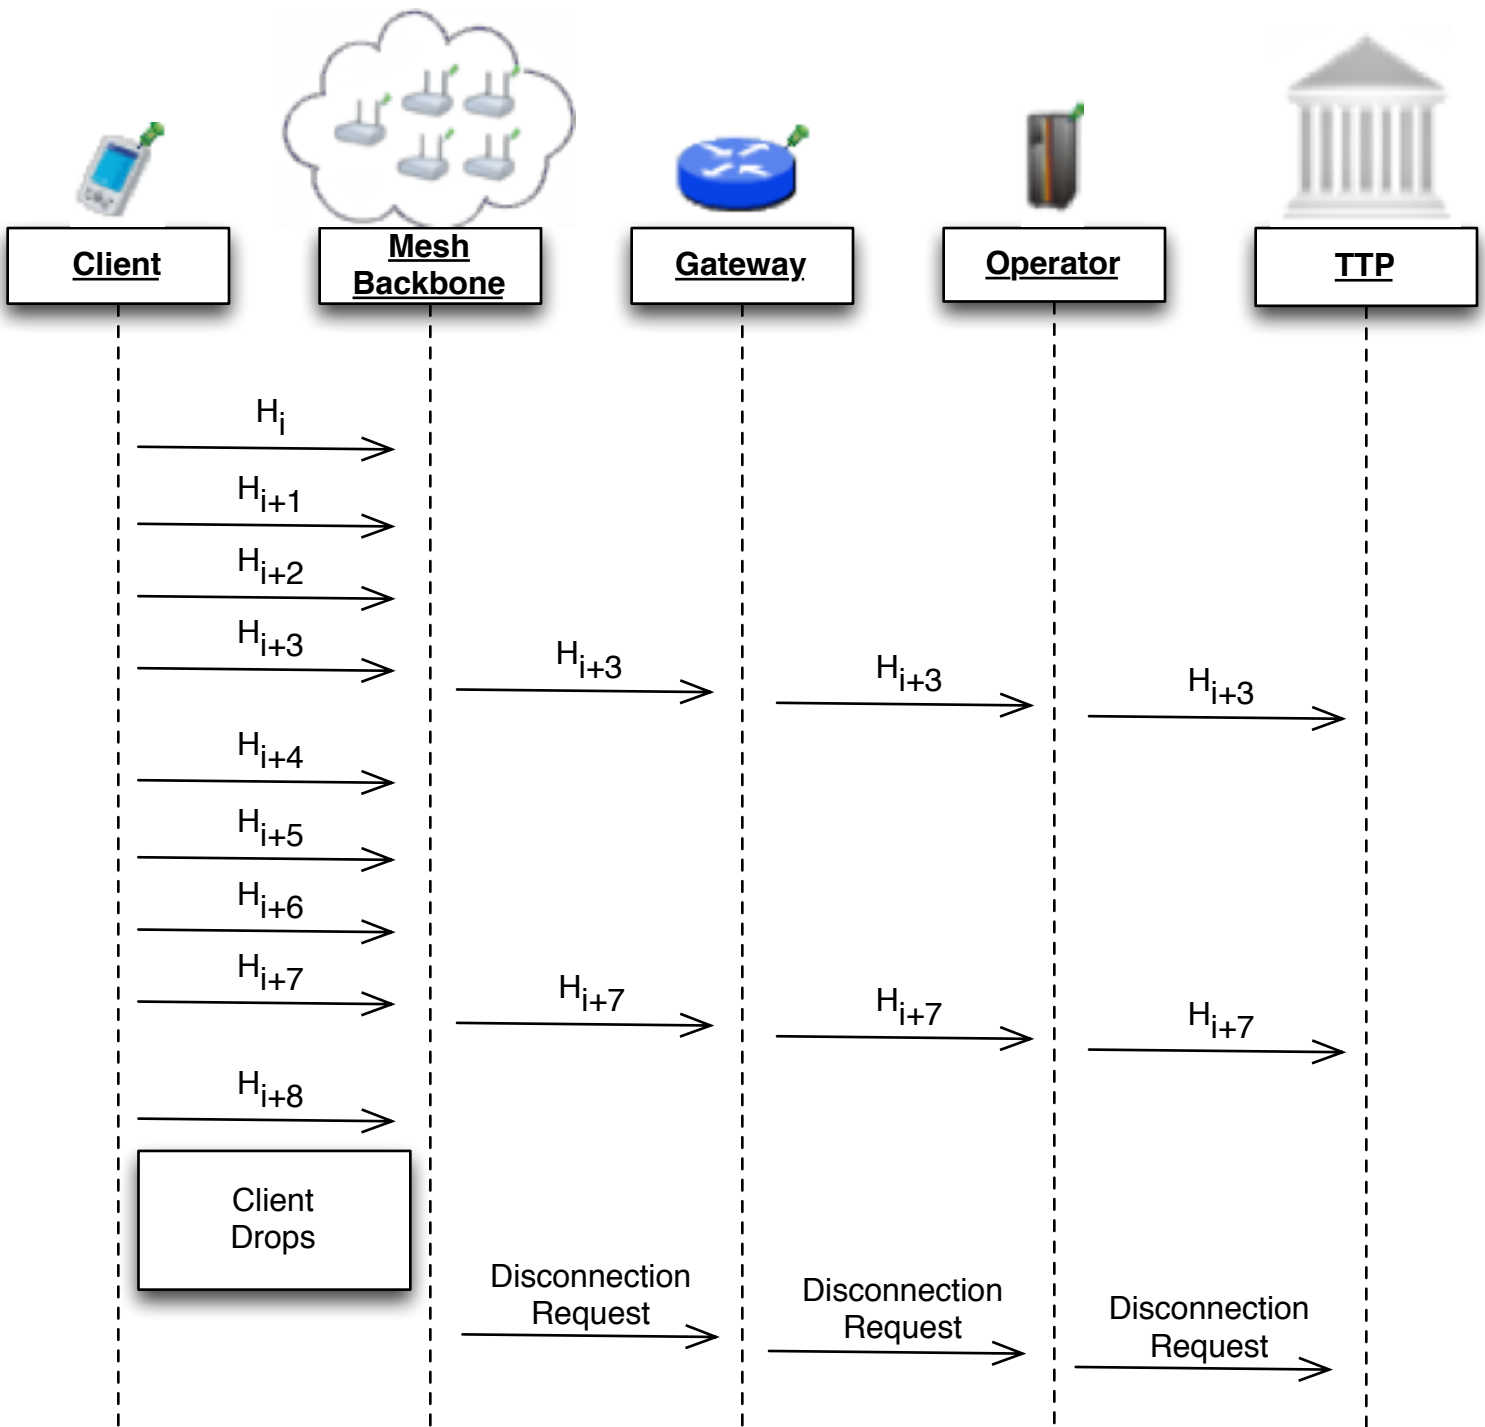 Client
Mesh
Backbone
Gateway
Operator
TTP
Hi
Hi+1
Hi+2
Hi+3
Hi+3
Hi+3
Hi+3
Hi+4
Hi+5
Hi+6
Hi+7
Hi+7
Hi+7
Hi+7
Hi+8
Client
Drops
Disconnection
Request
Disconnection
Request
Disconnection
Request